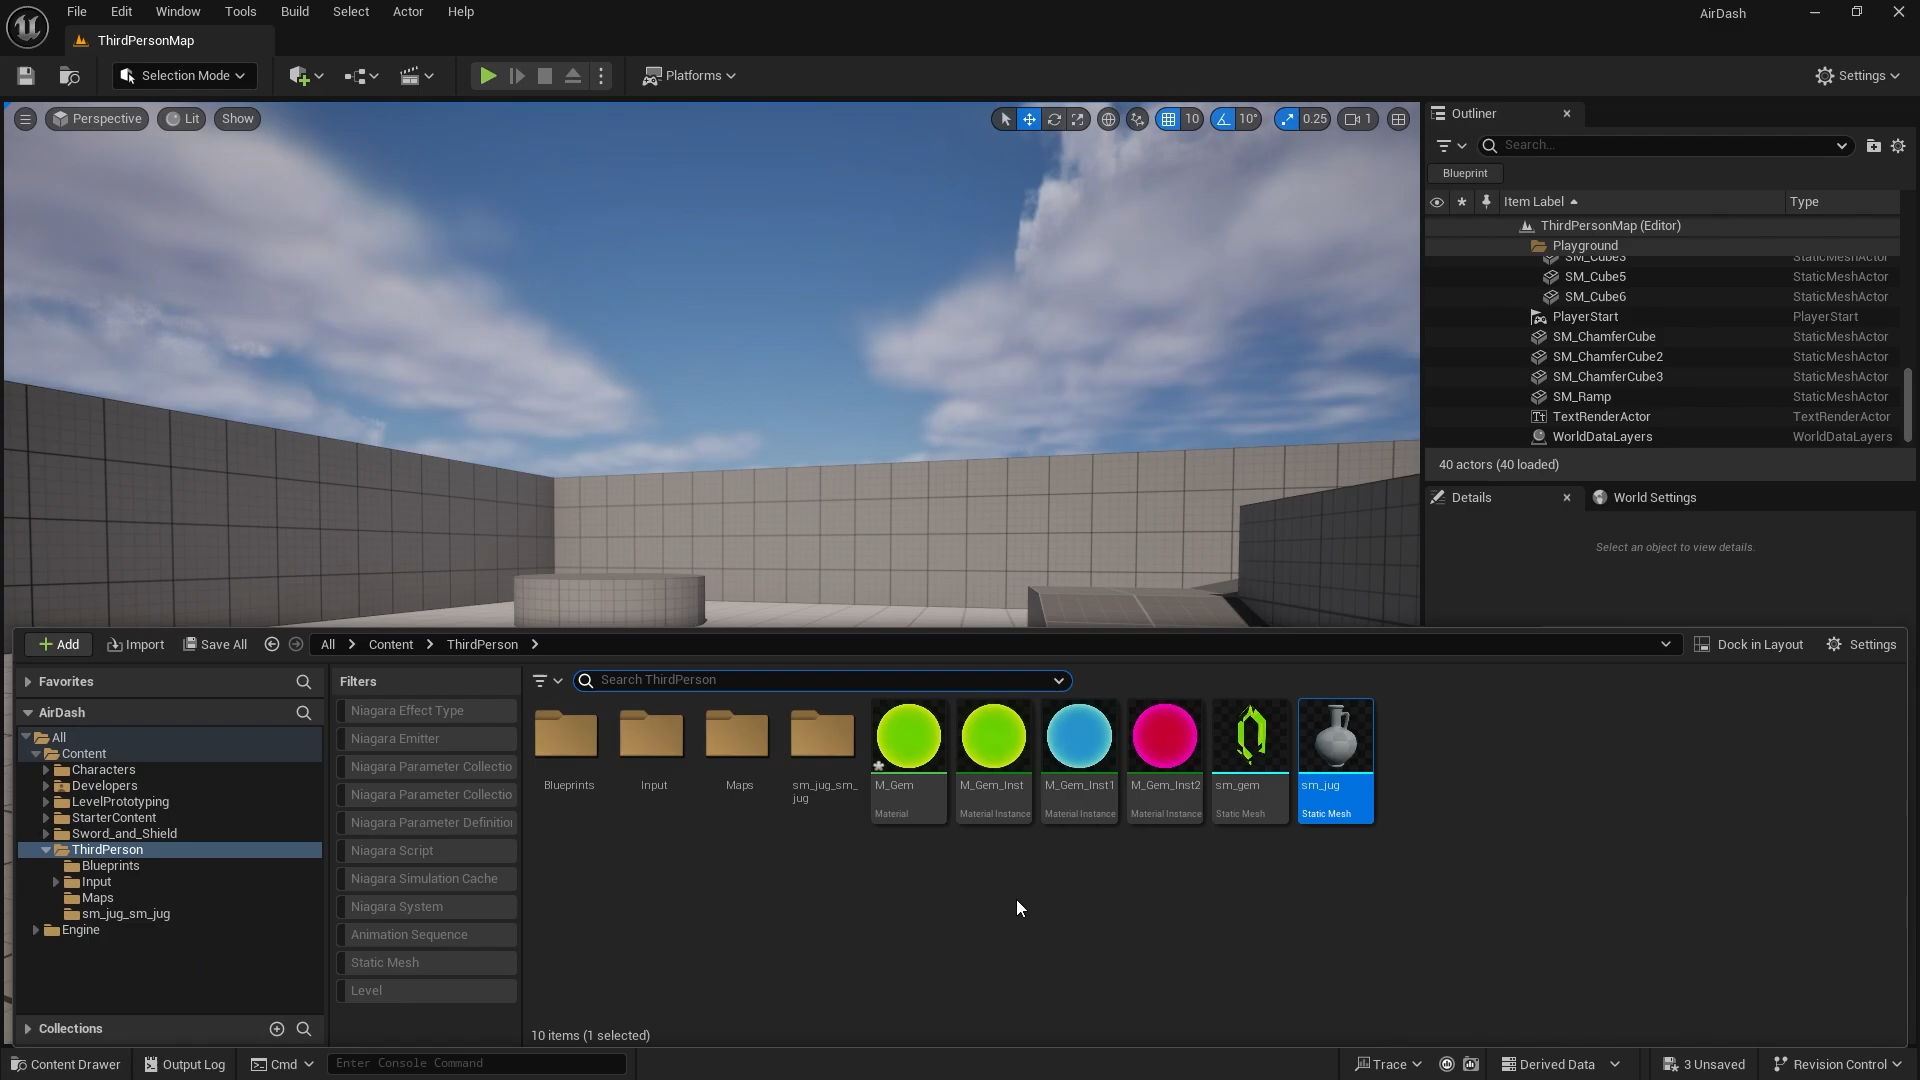 File Edit Window Tools Build Select Actor Help
AirDash
ThirdPersonMap
Selection Mode
Platforms
Settings
Perspective
Lit
Show
10
10°
0.25
1
Outliner
Search...
Blueprint
Item Label
Type
ThirdPersonMap (Editor)
Playground
SM_Cube3 StaticMeshActor
SM_Cube5 StaticMeshActor
SM_Cube6 StaticMeshActor
PlayerStart PlayerStart
SM_ChamferCube StaticMeshActor
SM_ChamferCube2 StaticMeshActor
SM_ChamferCube3 StaticMeshActor
SM_Ramp StaticMeshActor
TextRenderActor TextRenderActor
WorldDataLayers WorldDataLayers
40 actors (40 loaded)
Details
World Settings
Select an object to view details.
Add
Import
Save All
All
Content
ThirdPerson
Dock in Layout
Settings
Favorites
AirDash
All
Content
Characters
Developers
LevelPrototyping
StarterContent
Sword_and_Shield
ThirdPerson
Blueprints
Input
Maps
sm_jug_sm_jug
Engine
Collections
Filters
Niagara Effect Type
Niagara Emitter
Niagara Parameter Collectio
Niagara Parameter Collectio
Niagara Parameter Definition
Niagara Script
Niagara Simulation Cache
Niagara System
Animation Sequence
Static Mesh
Level
Search ThirdPerson
Blueprints
Input
Maps
sm_jug_sm_
jug
M_Gem
Material
M_Gem_Inst
Material Instance
M_Gem_Inst1
Material Instance
M_Gem_Inst2
Material Instance
sm_gem
Static Mesh
sm_jug
Static Mesh
10 items (1 selected)
Content Drawer
Output Log
Cmd
Enter Console Command
Trace
Derived Data
3 Unsaved
Revision Control